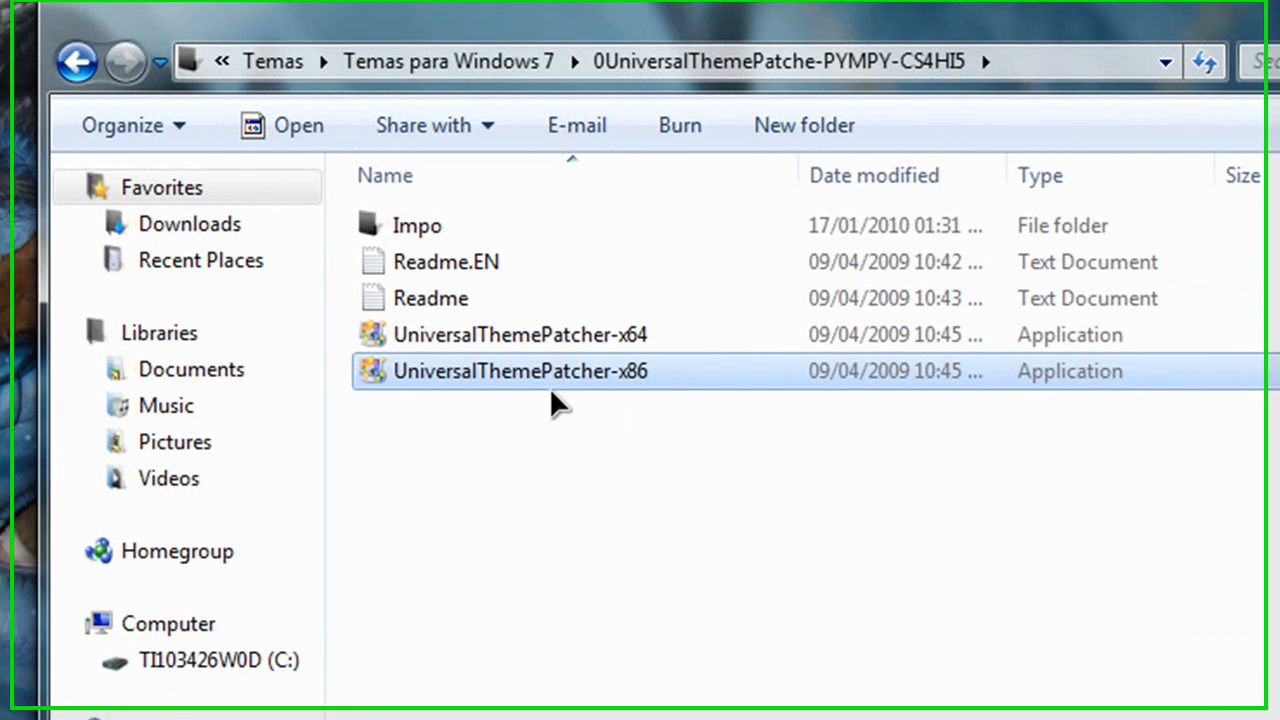 « Temas ▸ Temas para Windows 7 ▸ 0UniversalThemePatche-PYMPY-CS4HI5 ▸
Organize Open Share with E-mail Burn New folder
Name Date modified Type Size
Favorites
Downloads
Recent Places
Libraries
Documents
Music
Pictures
Videos
Homegroup
Computer
TI103426W0D (C:)
Impo 17/01/2010 01:31 ... File folder
Readme.EN 09/04/2009 10:42 ... Text Document
Readme 09/04/2009 10:43 ... Text Document
UniversalThemePatcher-x64 09/04/2009 10:45 ... Application
UniversalThemePatcher-x86 09/04/2009 10:45 ... Application